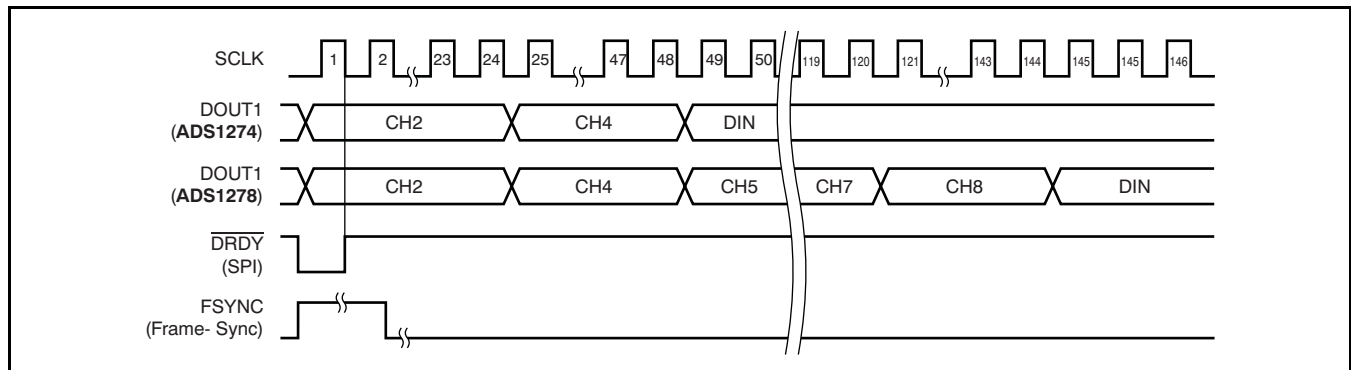 SCLK 1 2 23 24 25 47 48 49 50 119 120 121 143 144 145 145 146
DOUT1
(ADS1274)
CH2 CH4 DIN
DOUT1
(ADS1278)
CH2 CH4 CH5 CH7 CH8 DIN
DRDY
(SPI)
FSYNC
(Frame- Sync)